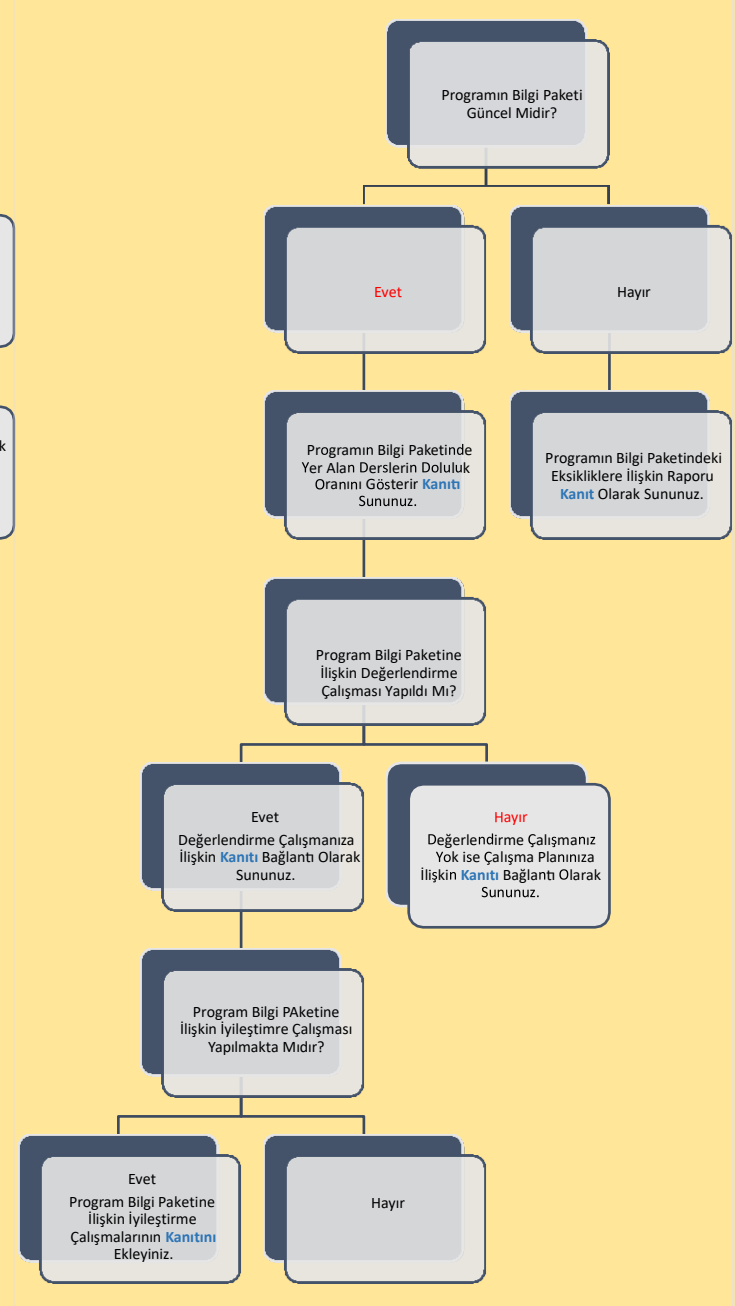 Programın Bilgi Paketi
Güncel Midir?
Evet
Hayır
Programın Bilgi Paketinde
Yer Alan Derslerin Doluluk
Oranını Gösterir Kanıtı
Sununuz.
Programın Bilgi Paketindeki
Eksikliklere İlişkin Raporu
Kanıt Olarak Sununuz.
k
Program Bilgi Paketine
İlişkin Değerlendirme
Çalışması Yapıldı Mı?
Evet
Değerlendirme Çalışmanıza
İlişkin Kanıtı Bağlantı Olarak
Sununuz.
Hayır
Değerlendirme Çalışmanız
Yok ise Çalışma Planınıza
İlişkin Kanıtı Bağlantı Olarak
Sununuz.
Program Bilgi PAketine
İlişkin İyileştimre Çalışması
Yapılmakta Mıdır?
Evet
Program Bilgi Paketine
İlişkin İyileştirme
Çalışmalarının Kanıtını
Ekleyiniz.
Hayır